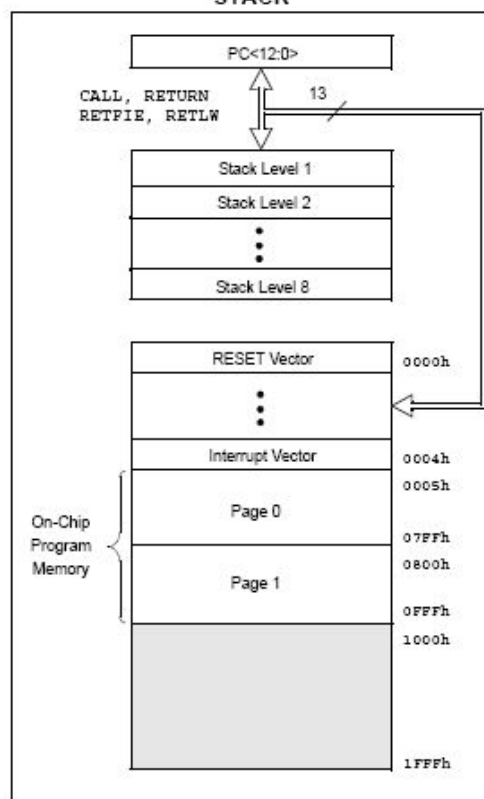 STACK
PC<12:0>
CALL, RETURN
RETFIE, RETLW
13
Stack Level 1
Stack Level 2
Stack Level 8
RESET Vector
0000h
Interrupt Vector
0004h
0005h
On-Chip
Program
Memory
Page 0
07FFh
0800h
Page 1
0FFFh
1000h
1FFFh